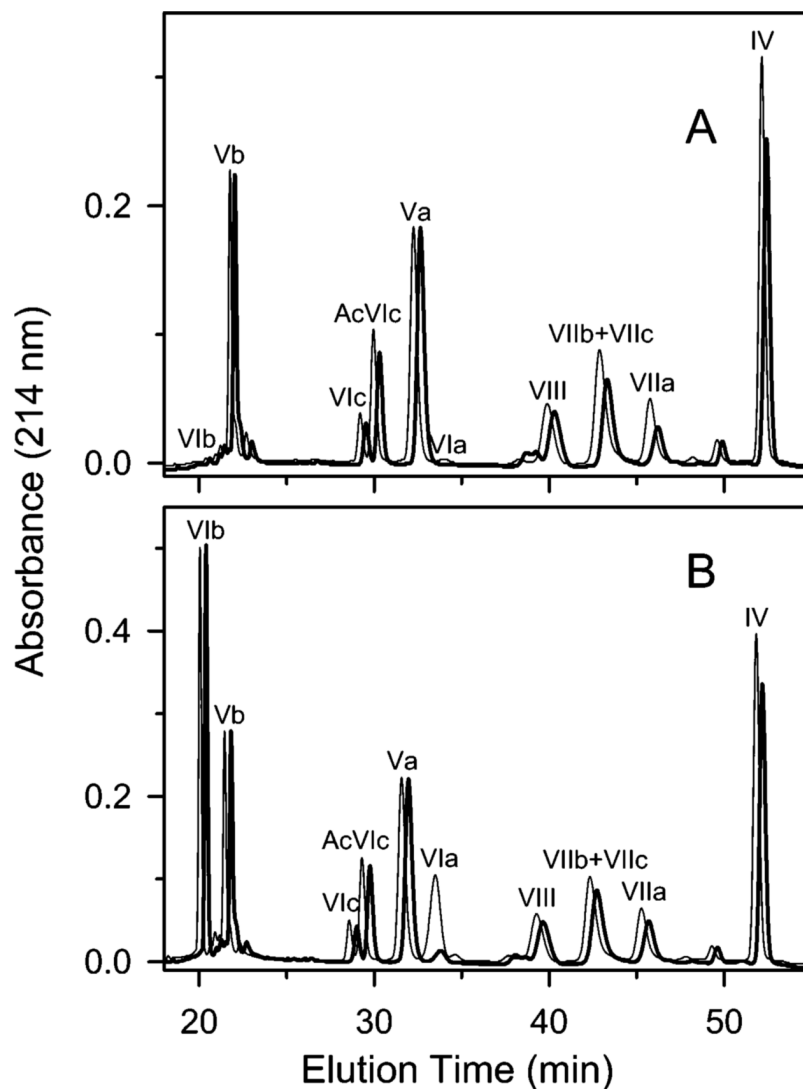 IV
A
Vb
0.2
Va
AcVIc
VIIb+VIIc
VIc
VIII
VIIa
VIb
VIa
0.0
Absorbance (214 nm)
VIb
B
IV
0.4
Vb
Va
0.2
AcVIc
VIa
VIIb+VIIc
VIc
VIII
VIIa
0.0
20 30 40 50
Elution Time (min)